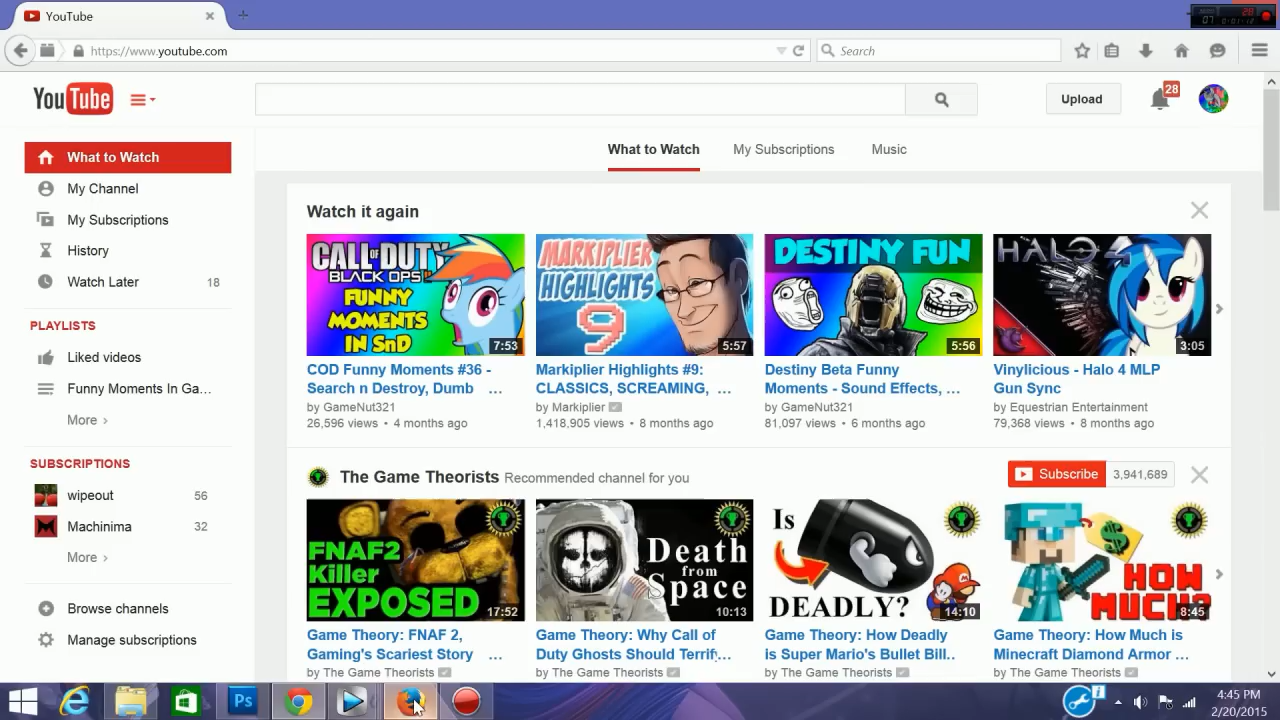 YouTube
28
07 0:01:12
https://www.youtube.com
Search
YouTube
Upload
28
What to Watch
My Channel
My Subscriptions
History
Watch Later 18
PLAYLISTS
Liked videos
Funny Moments In Ga...
More ›
SUBSCRIPTIONS
wipeout 56
Machinima 32
More ›
Browse channels
Manage subscriptions
What to Watch My Subscriptions Music
Watch it again
CALL OF DUTY
BLACK OPS II
FUNNY
MOMENTS
IN SnD
7:53
COD Funny Moments #36 -
Search n Destroy, Dumb ...
by GameNut321
26,596 views • 4 months ago
MARKIPLIER
HIGHLIGHTS
9
5:57
Markiplier Highlights #9:
CLASSICS, SCREAMING, ...
by Markiplier
1,418,905 views • 8 months ago
DESTINY FUN
5:56
Destiny Beta Funny
Moments - Sound Effects, ...
by GameNut321
81,097 views • 6 months ago
HALO 4
3:05
Vinylicious - Halo 4 MLP
Gun Sync
by Equestrian Entertainment
79,368 views • 8 months ago
The Game Theorists Recommended channel for you
Subscribe 3,941,689
FNAF2
Killer
EXPOSED
17:52
Game Theory: FNAF 2,
Gaming's Scariest Story ...
by The Game Theorists
Death
from
Space
10:13
Game Theory: Why Call of
Duty Ghosts Should Terrify...
by The Game Theorists
Is
DEADLY?
14:10
Game Theory: How Deadly
is Super Mario's Bullet Bill..
by The Game Theorists
$
HOW
MUCH?
8:45
Game Theory: How Much is
Minecraft Diamond Armor ...
by The Game Theorists
Ps
4:45 PM
2/20/2015